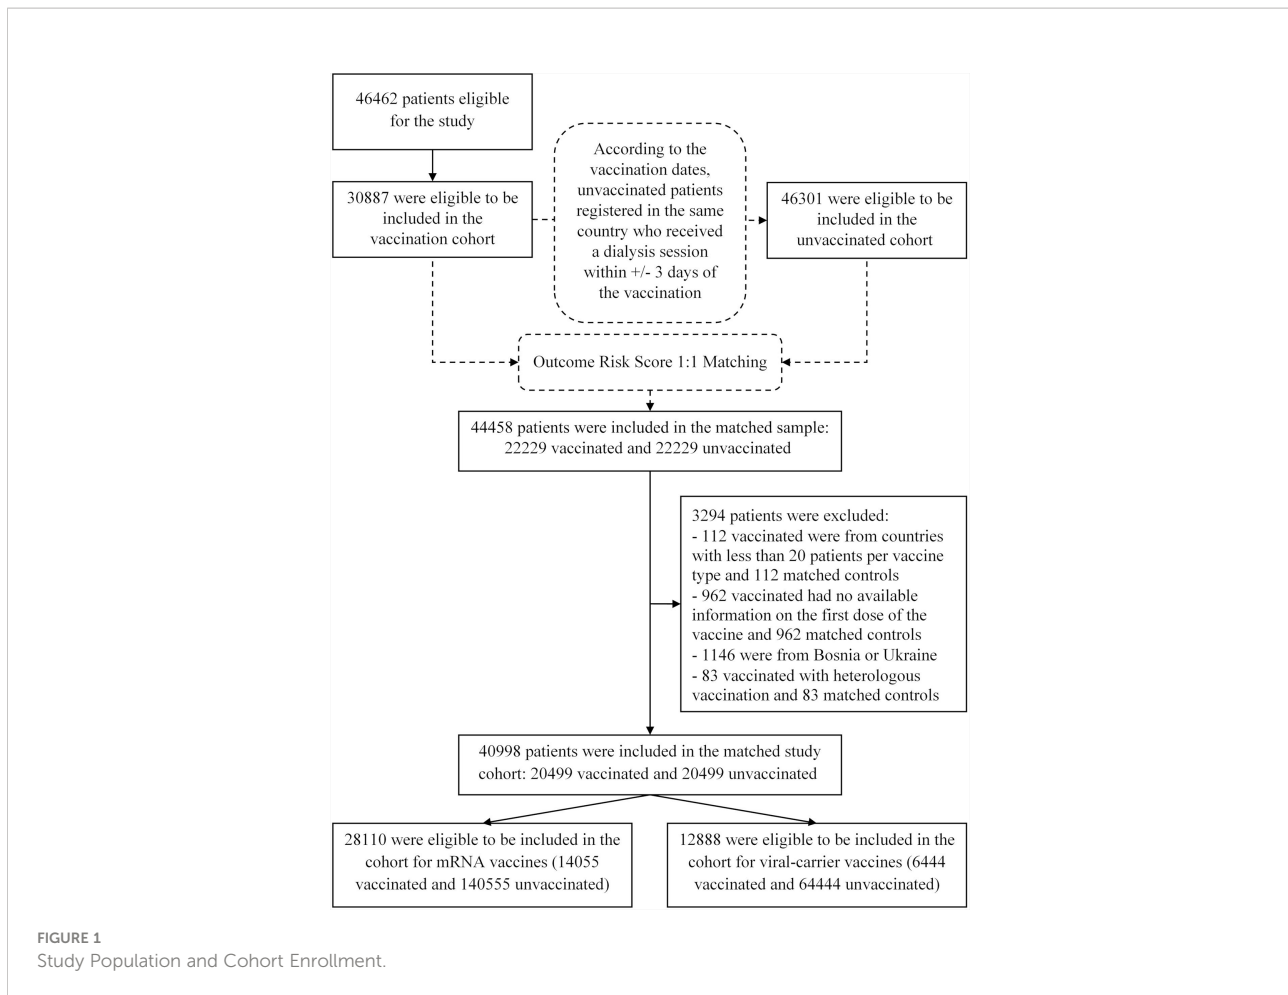 46462 patients eligible
for the study
According to the
vaccination dates,
unvaccinated patients
registered in the same
country who received
a dialysis session
within +/- 3 days of
the vaccination
30887 were eligible to be
included in the
vaccination cohort
46301 were eligible to be
included in the
unvaccinated cohort
Outcome Risk Score 1:1 Matching
44458 patients were included in the matched sample:
22229 vaccinated and 22229 unvaccinated
3294 patients were excluded:
- 112 vaccinated were from countries
with less than 20 patients per vaccine
type and 112 matched controls
- 962 vaccinated had no available
information on the first dose of the
vaccine and 962 matched controls
- 1146 were from Bosnia or Ukraine
- 83 vaccinated with heterologous
vaccination and 83 matched controls
40998 patients were included in the matched study
cohort: 20499 vaccinated and 20499 unvaccinated
28110 were eligible to be included in the
cohort for mRNA vaccines (14055
vaccinated and 140555 unvaccinated)
12888 were eligible to be included in the
cohort for viral-carrier vaccines (6444
vaccinated and 64444 unvaccinated)
FIGURE 1
Study Population and Cohort Enrollment.